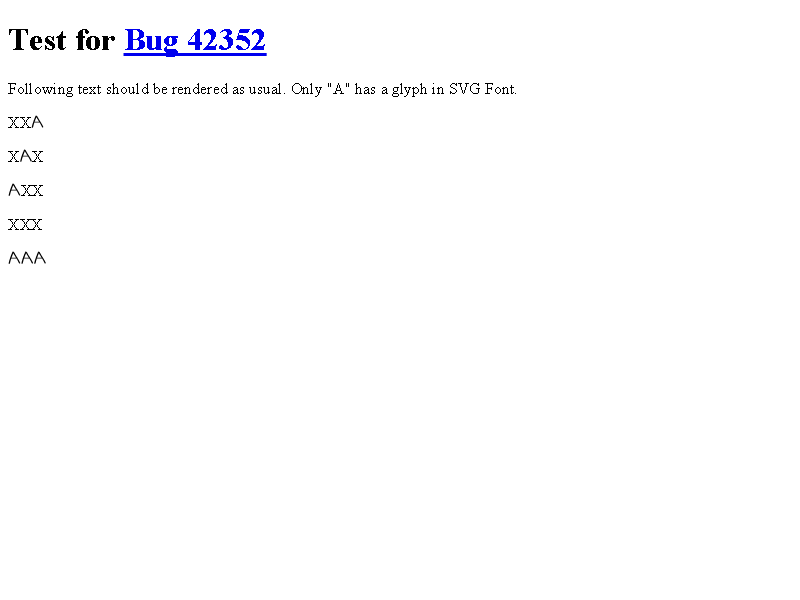 Test for Bug 42352
Following text should be rendered as usual. Only "A" has a glyph in SVG Font.
XXA
XAX
AXX
XXX
AAA